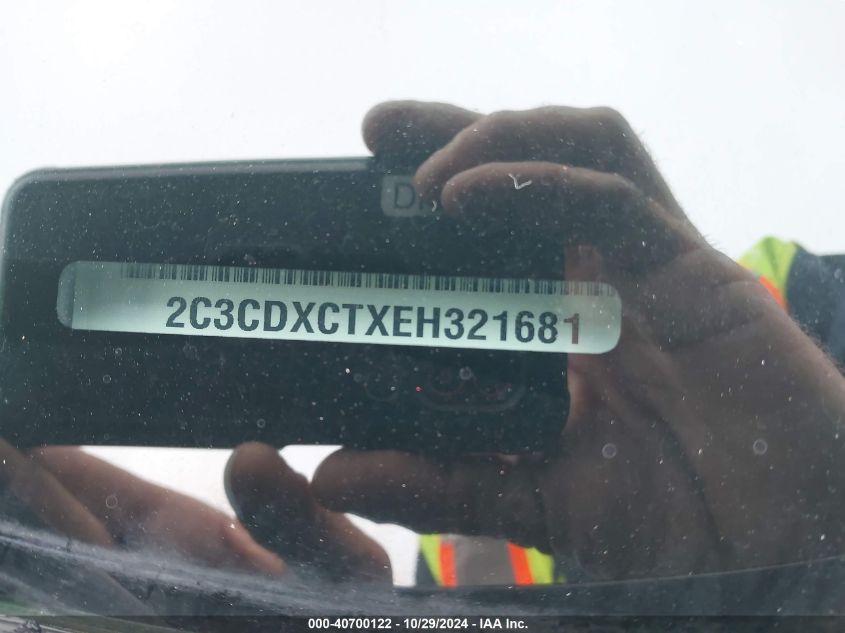 2C3CDXCTXEH321681
000-40700122 - 10/29/2024 - IAA Inc.